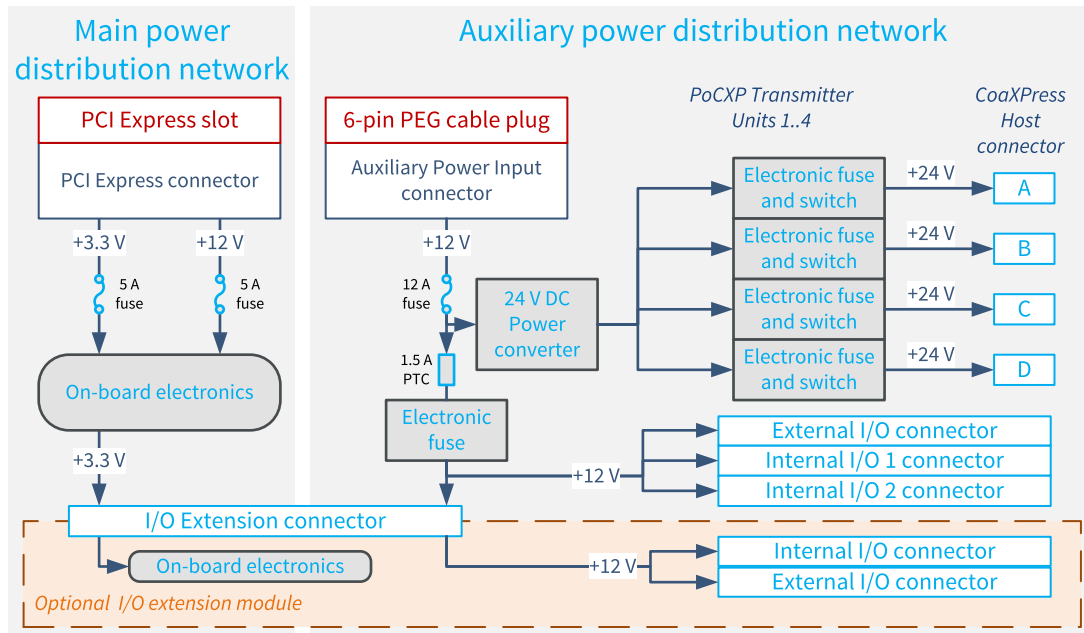 Main power
distribution network
PCI Express slot
PCI Express connector
+3.3 V
+12 V
5 A
fuse
5 A
fuse
On-board electronics
+3.3 V
Auxiliary power distribution network
6-pin PEG cable plug
Auxiliary Power Input
connector
+12 V
12 A
fuse
24 V DC
Power
converter
1.5 A
PTC
Electronic
fuse
PoCXP Transmitter
Units 1..4
CoaXPress
Host
connector
Electronic fuse
and switch
+24 V
A
Electronic fuse
and switch
+24 V
B
Electronic fuse
and switch
+24 V
C
Electronic fuse
and switch
+24 V
D
+12 V
External I/O connector
Internal I/O 1 connector
Internal I/O 2 connector
I/O Extension connector
On-board electronics
+12 V
Internal I/O connector
External I/O connector
Optional I/O extension module